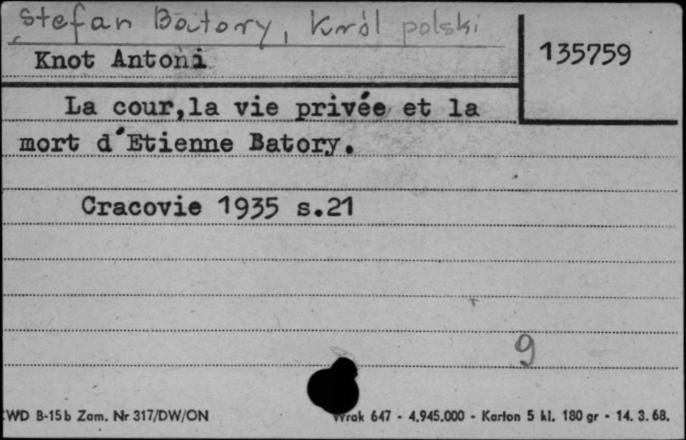 Stefan Batory, Król polski
Knot Antoni
135759
La cour,la vie privée et la
mort d'Etienne Batory.
Cracovie 1935 s.21
9
WD B-15b Zam. Nr 317/DW/ON
647 - 4.945.000 - Karton 5 kl. 180 gr - 14. 3. 68.